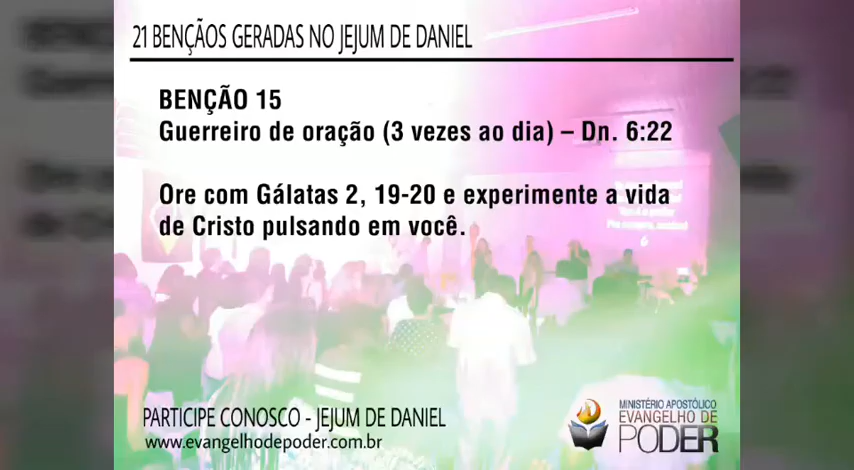 21 BENÇÃOS GERADAS NO JEJUM DE DANIEL
BENÇÃO 15
Guerreiro de oração (3 vezes ao dia) – Dn. 6:22
Ore com Gálatas 2, 19-20 e experimente a vida
de Cristo pulsando em você.
PARTICIPE CONOSCO - JEJUM DE DANIEL
www.evangelhodepoder.com.br
MINISTÉRIO APOSTÓLICO
EVANGELHO DE
PODER